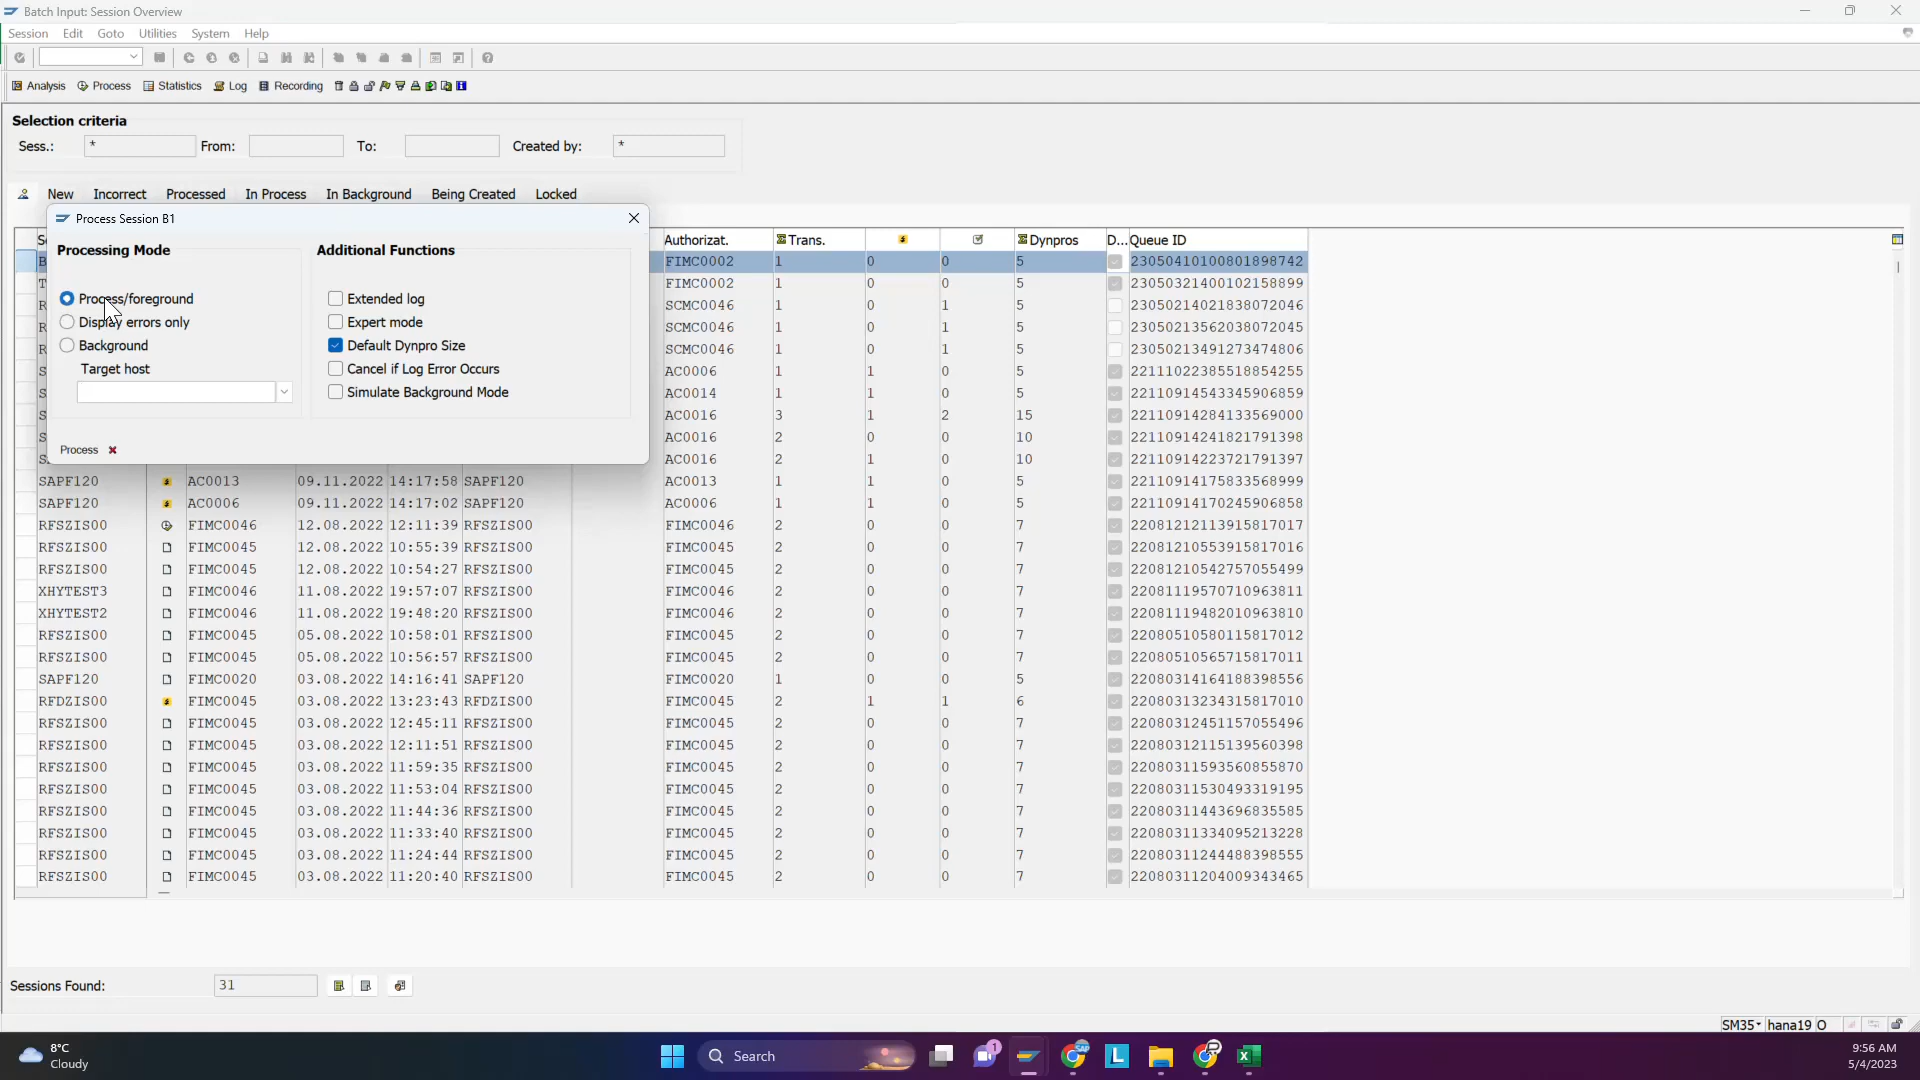 Batch Input: Session Overview
Session Edit Goto Utilities System Help
Analysis Process Statistics Log Recording
Selection criteria
Sess.: * From: To: Created by: *
New Incorrect Processed In Process In Background Being Created Locked
Process Session B1
Processing Mode Additional Functions
Process/foreground Extended log
Display errors only Expert mode
Background Default Dynpro Size
Target host Cancel if Log Error Occurs
Simulate Background Mode
Process
Authorizat. Trans. Dynpros D... Queue ID
FIMC0002 1 0 0 5 23050410100801898742
FIMC0002 1 0 0 5 23050321400102158899
SCMC0046 1 0 1 5 23050214021838072046
SCMC0046 1 0 1 5 23050213562038072045
SCMC0046 1 0 1 5 23050213491273474806
AC0006 1 1 0 5 22111022385518854255
AC0014 1 1 0 5 22110914543345906859
AC0016 3 1 2 15 22110914284133569000
AC0016 2 0 0 10 22110914241821791398
AC0016 2 1 0 10 22110914223721791397
SAPF120 AC0013 09.11.2022 14:17:58 SAPF120 AC0013 1 1 0 5 22110914175833568999
SAPF120 AC0006 09.11.2022 14:17:02 SAPF120 AC0006 1 1 0 5 22110914170245906858
RFSZIS00 FIMC0046 12.08.2022 12:11:39 RFSZIS00 FIMC0046 2 0 0 7 22081212113915817017
RFSZIS00 FIMC0045 12.08.2022 10:55:39 RFSZIS00 FIMC0045 2 0 0 7 22081210553915817016
RFSZIS00 FIMC0045 12.08.2022 10:54:27 RFSZIS00 FIMC0045 2 0 0 7 22081210542757055499
XHYTEST3 FIMC0046 11.08.2022 19:57:07 RFSZIS00 FIMC0046 2 0 0 7 22081119570710963811
XHYTEST2 FIMC0046 11.08.2022 19:48:20 RFSZIS00 FIMC0046 2 0 0 7 22081119482010963810
RFSZIS00 FIMC0045 05.08.2022 10:58:01 RFSZIS00 FIMC0045 2 0 0 7 22080510580115817012
RFSZIS00 FIMC0045 05.08.2022 10:56:57 RFSZIS00 FIMC0045 2 0 0 7 22080510565715817011
SAPF120 FIMC0020 03.08.2022 14:16:41 SAPF120 FIMC0020 1 0 0 5 22080314164188398556
RFDZIS00 FIMC0045 03.08.2022 13:23:43 RFDZIS00 FIMC0045 2 1 1 6 22080313234315817010
RFSZIS00 FIMC0045 03.08.2022 12:45:11 RFSZIS00 FIMC0045 2 0 0 7 22080312451157055496
RFSZIS00 FIMC0045 03.08.2022 12:11:51 RFSZIS00 FIMC0045 2 0 0 7 22080312115139560398
RFSZIS00 FIMC0045 03.08.2022 11:59:35 RFSZIS00 FIMC0045 2 0 0 7 22080311593560855870
RFSZIS00 FIMC0045 03.08.2022 11:53:04 RFSZIS00 FIMC0045 2 0 0 7 22080311530493319195
RFSZIS00 FIMC0045 03.08.2022 11:44:36 RFSZIS00 FIMC0045 2 0 0 7 22080311443696835585
RFSZIS00 FIMC0045 03.08.2022 11:33:40 RFSZIS00 FIMC0045 2 0 0 7 22080311334095213228
RFSZIS00 FIMC0045 03.08.2022 11:24:44 RFSZIS00 FIMC0045 2 0 0 7 22080311244488398555
RFSZIS00 FIMC0045 03.08.2022 11:20:40 RFSZIS00 FIMC0045 2 0 0 7 22080311204009343465
Sessions Found: 31
SM35 hana19 O
8°C
Cloudy
Search
1
9:56 AM
5/4/2023